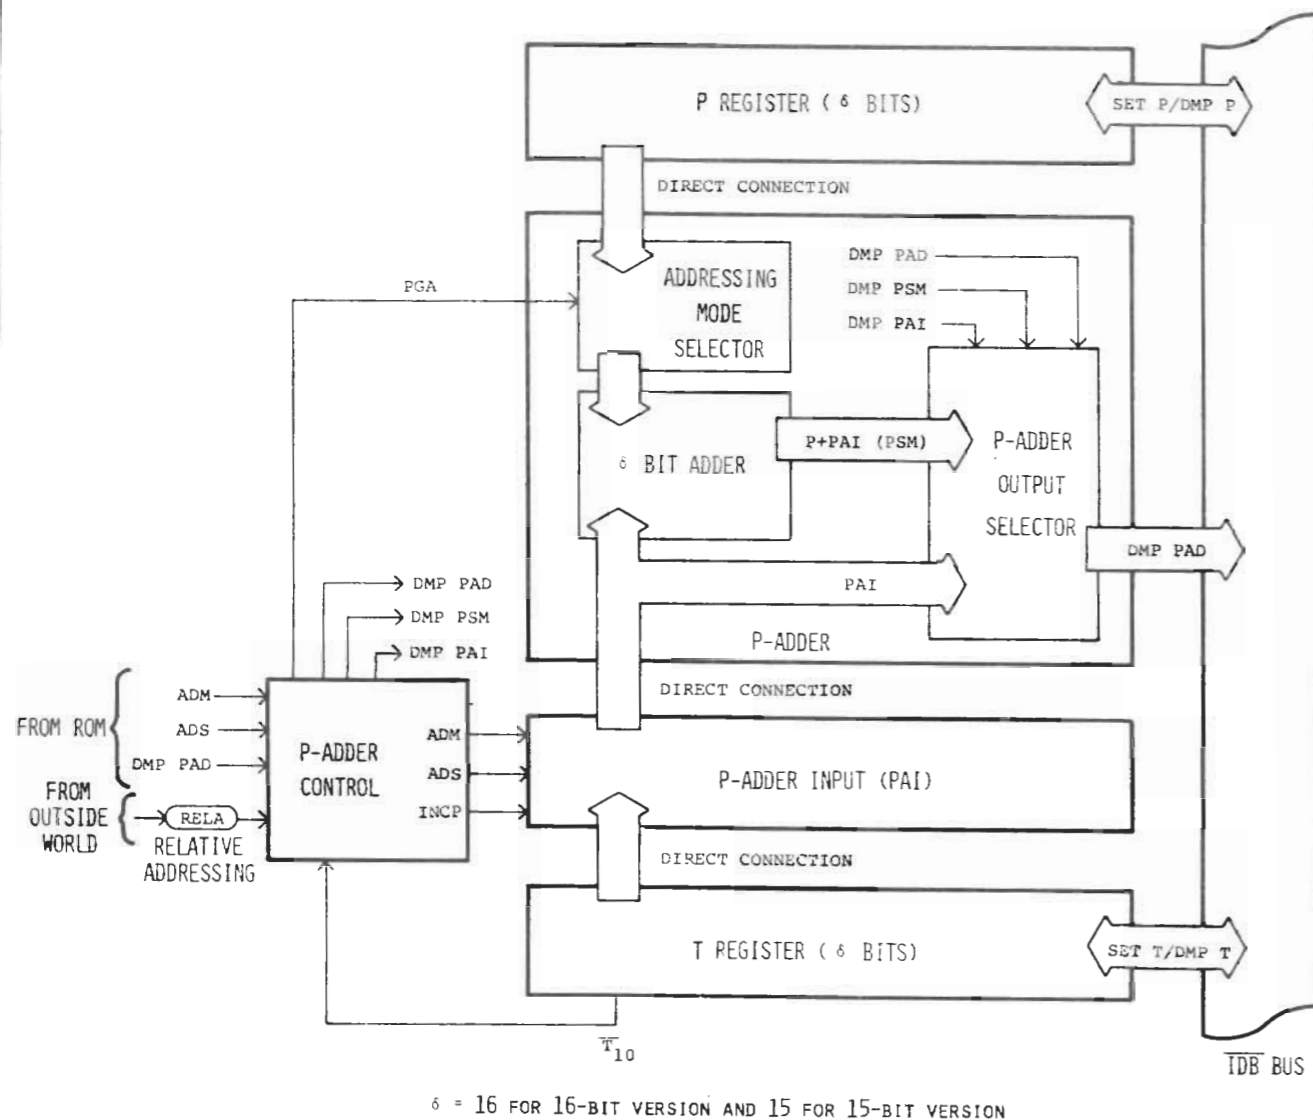 P REGISTER ( δ BITS)
SET P/DMP P
DIRECT CONNECTION
DMP PAD
DMP PSM
DMP PAI
PGA
ADDRESSING
MODE
SELECTOR
δ BIT ADDER
P+PAI (PSM)
P-ADDER
OUTPUT
SELECTOR
DMP PAD
PAI
P-ADDER
DMP PAD
DMP PSM
DMP PAI
DIRECT CONNECTION
FROM ROM
ADM
ADS
DMP PAD
FROM
OUTSIDE
WORLD
RELA
RELATIVE
ADDRESSING
P-ADDER
CONTROL
ADM
ADS
INCP
P-ADDER INPUT (PAI)
DIRECT CONNECTION
T REGISTER ( δ BITS)
SET T/DMP T
T̅10
I̅D̅B̅ BUS
δ = 16 FOR 16-BIT VERSION AND 15 FOR 15-BIT VERSION